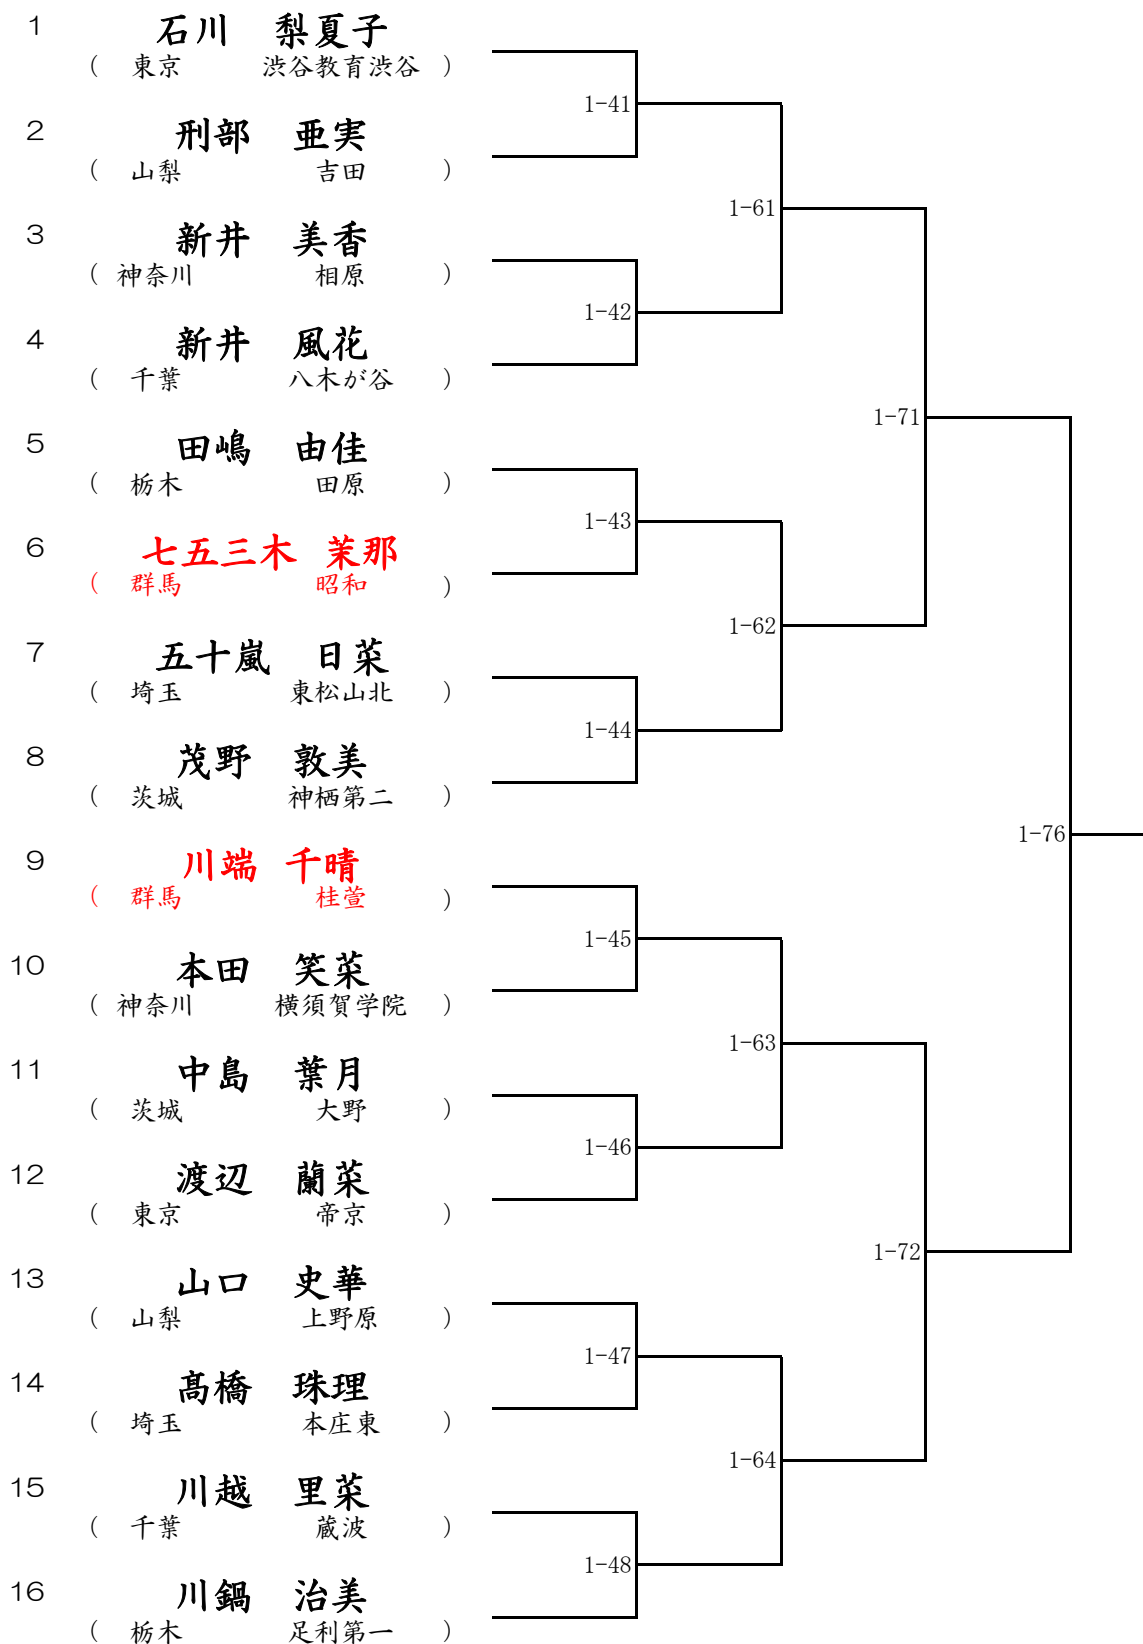 1 石川 梨夏子
( 東京 渋谷教育渋谷 )
1-41
2 刑部 亜実
( 山梨 吉田 )
1-61
3 新井 美香
( 神奈川 相原 )
1-42
4 新井 風花
( 千葉 八木が谷 )
1-71
5 田嶋 由佳
( 栃木 田原 )
1-43
6 七五三木 茉那
( 群馬 昭和 )
1-62
7 五十嵐 日菜
( 埼玉 東松山北 )
1-44
8 茂野 敦美
( 茨城 神栖第二 )
1-76
9 川端 千晴
( 群馬 桂萱 )
1-45
10 本田 笑菜
( 神奈川 横須賀学院 )
1-63
11 中島 葉月
( 茨城 大野 )
1-46
12 渡辺 蘭菜
( 東京 帝京 )
1-72
13 山口 史華
( 山梨 上野原 )
1-47
14 髙橋 珠理
( 埼玉 本庄東 )
1-64
15 川越 里菜
( 千葉 蔵波 )
1-48
16 川鍋 治美
( 栃木 足利第一 )